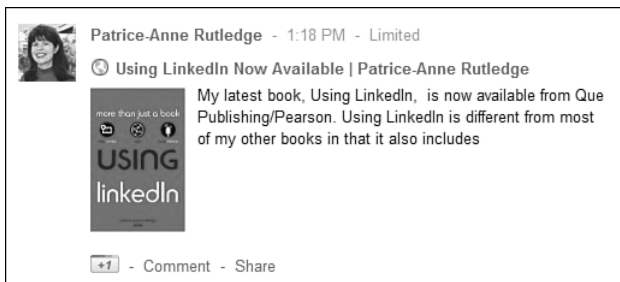 Patrice-Anne Rutledge - 1:18 PM - Limited
Using LinkedIn Now Available | Patrice-Anne Rutledge
My latest book, Using LinkedIn, is now available from Que
Publishing/Pearson. Using LinkedIn is different from most
of my other books in that it also includes
more than just a book
USING
linkedIn
+1 - Comment - Share